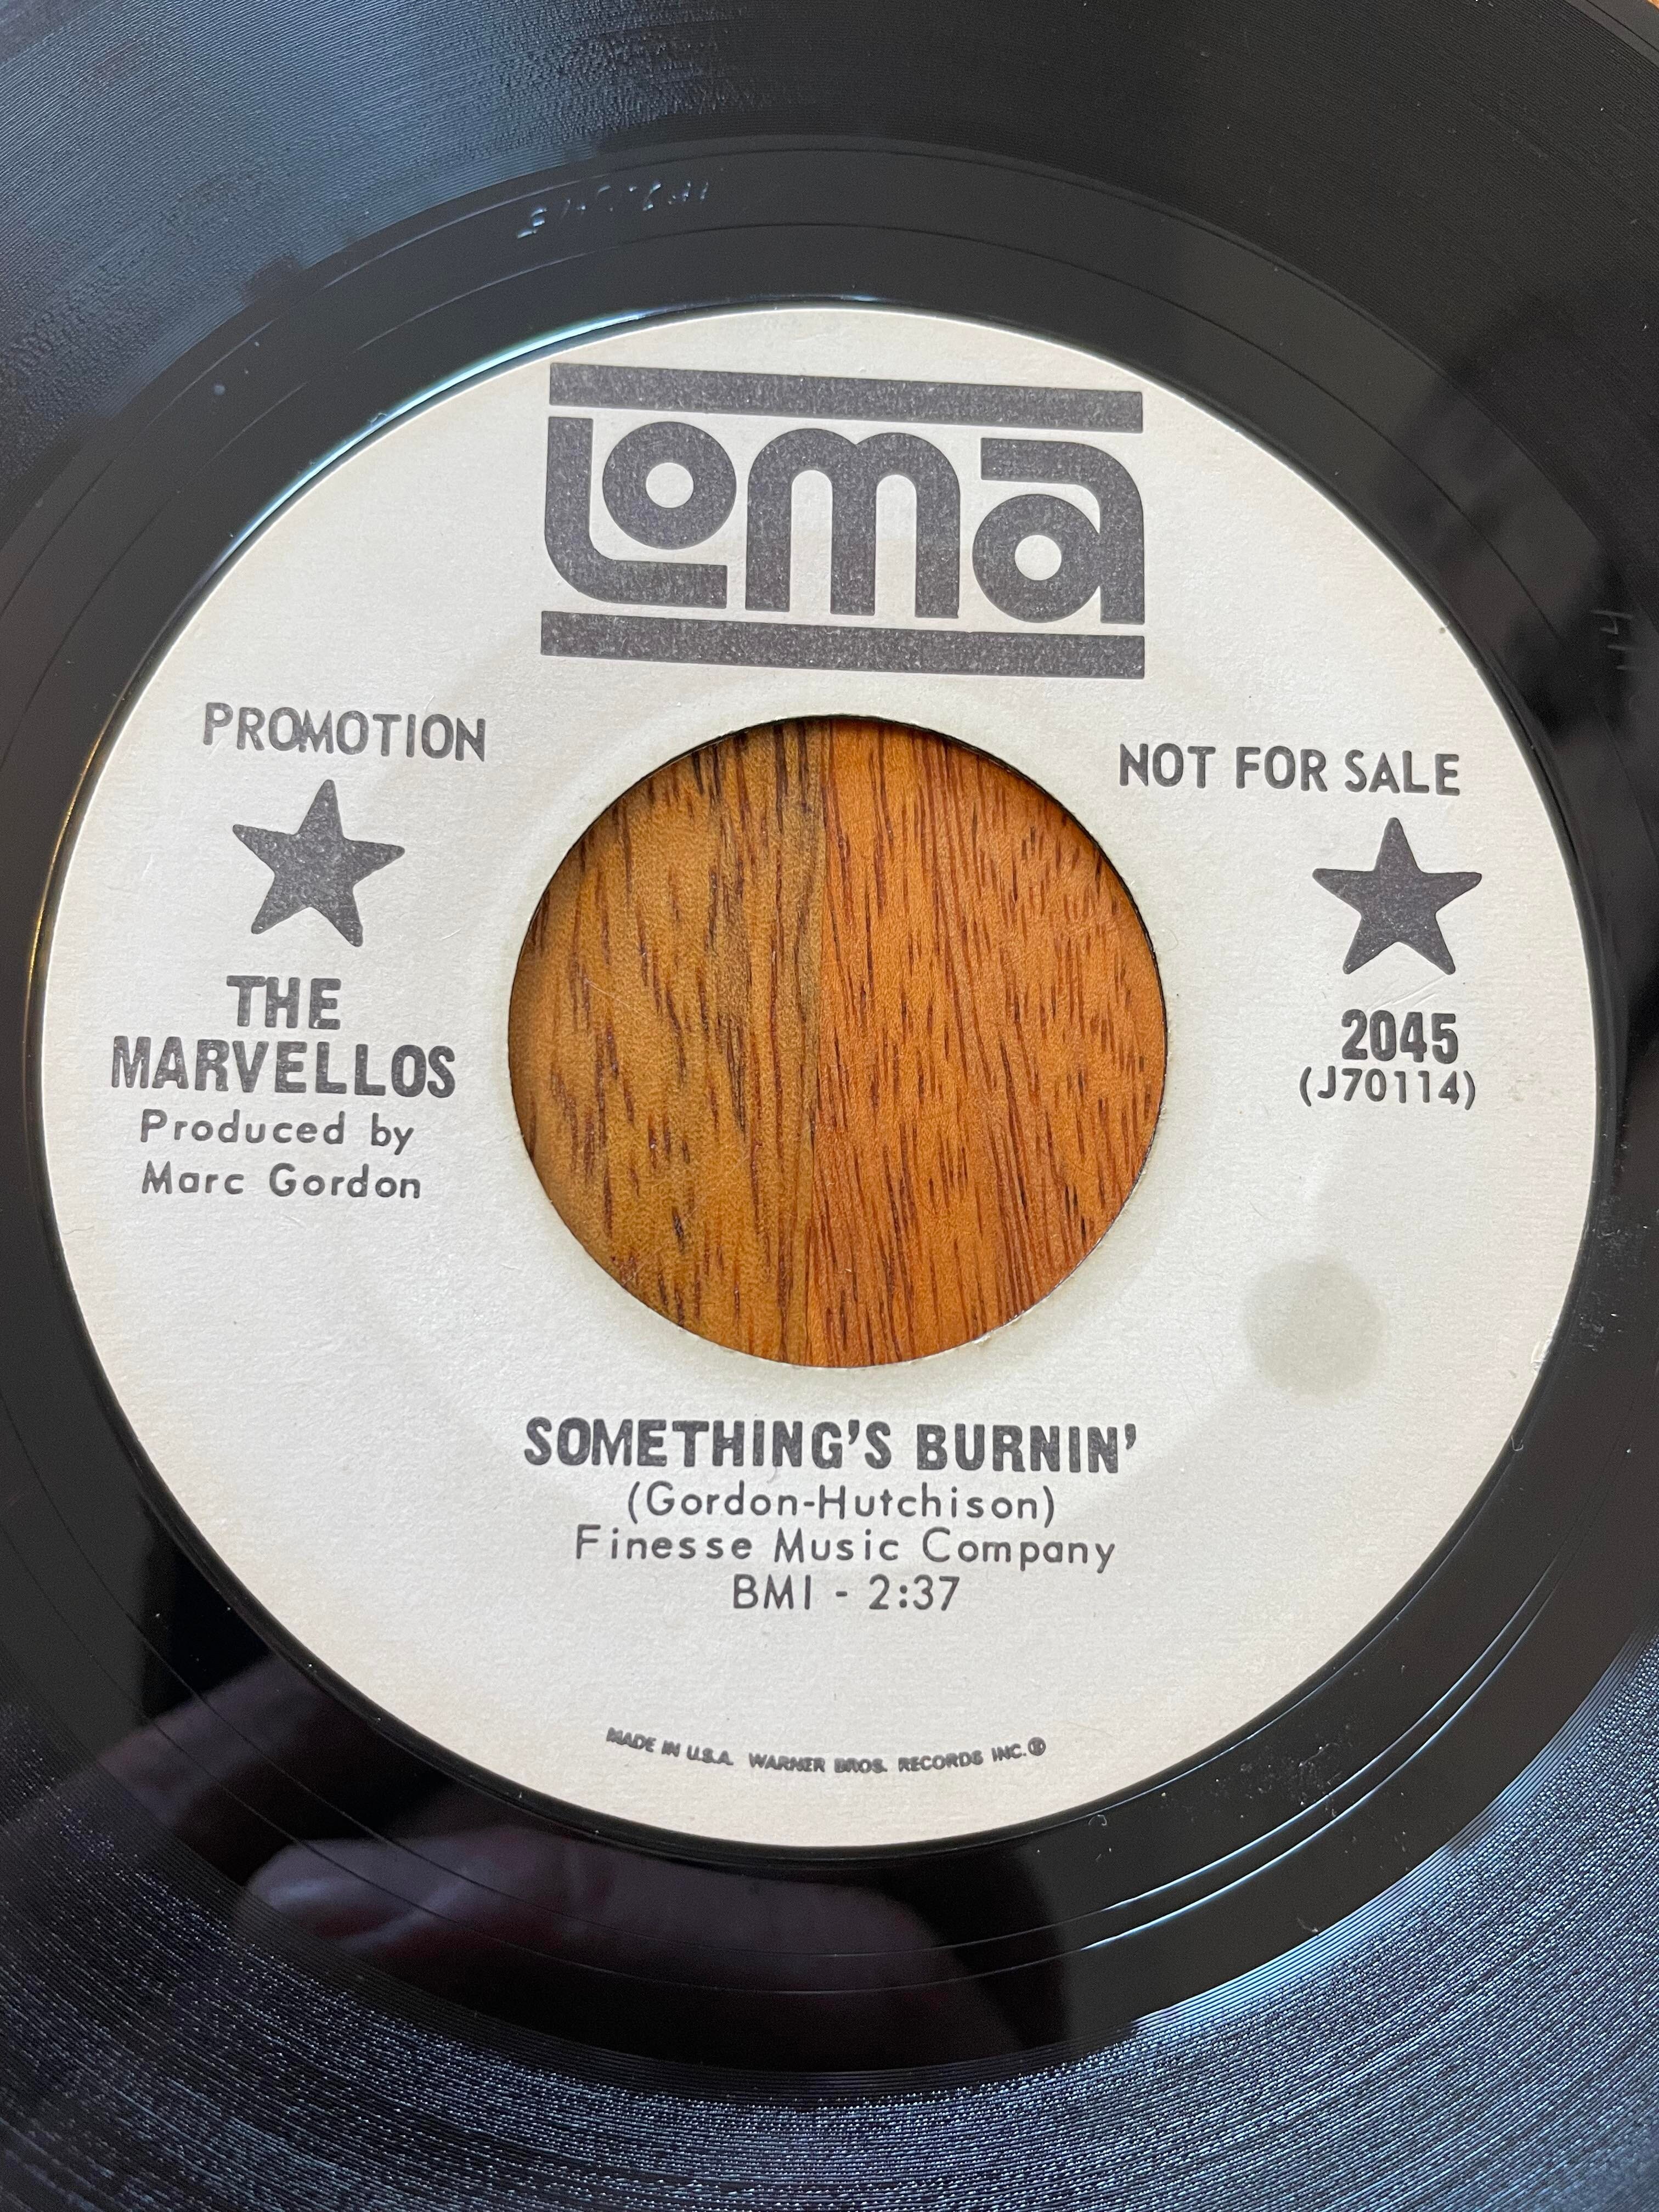 LOMA
PROMOTION
NOT FOR SALE
THE
MARVELLOS
Produced by
Marc Gordon
2045
(J70114)
SOMETHING'S BURNIN'
(Gordon-Hutchison)
Finesse Music Company
BMI - 2:37
MADE IN U.S.A. WARNER BROS. RECORDS INC.®